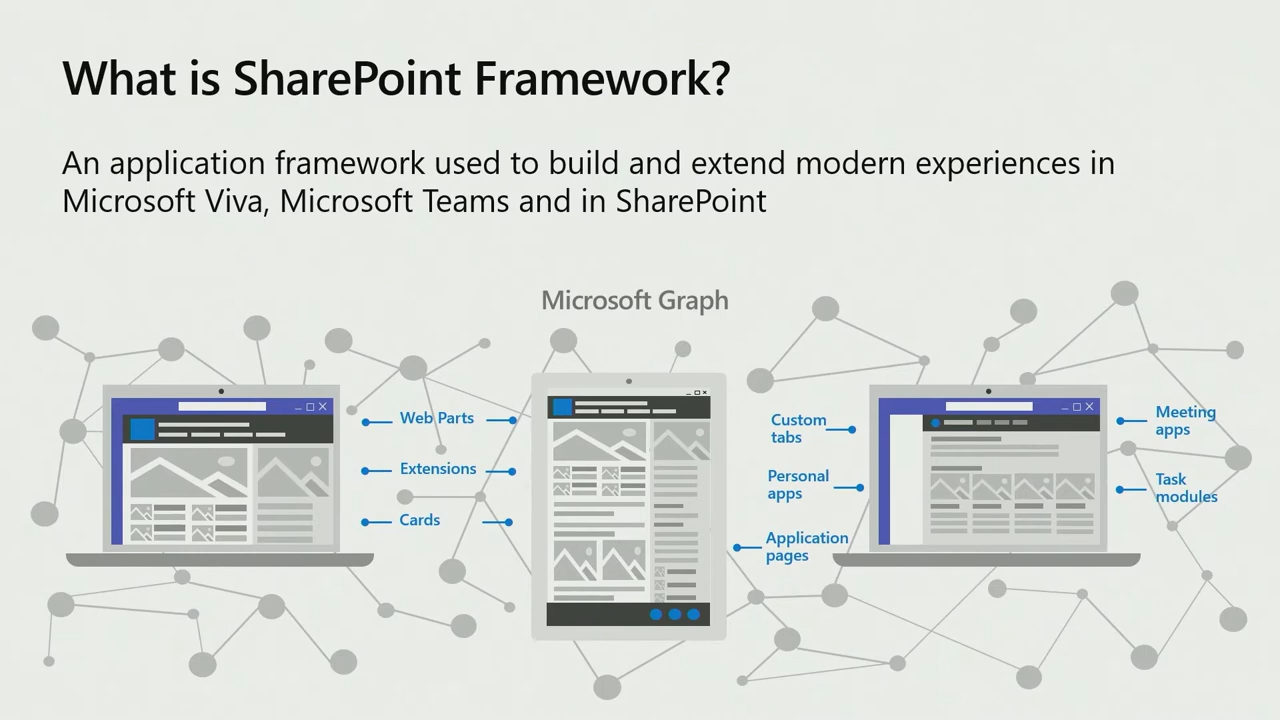 What is SharePoint Framework?
An application framework used to build and extend modern experiences in
Microsoft Viva, Microsoft Teams and in SharePoint
Microsoft Graph
Web Parts
Extensions
Cards
Custom
tabs
Personal
apps
Application
pages
Meeting
apps
Task
modules